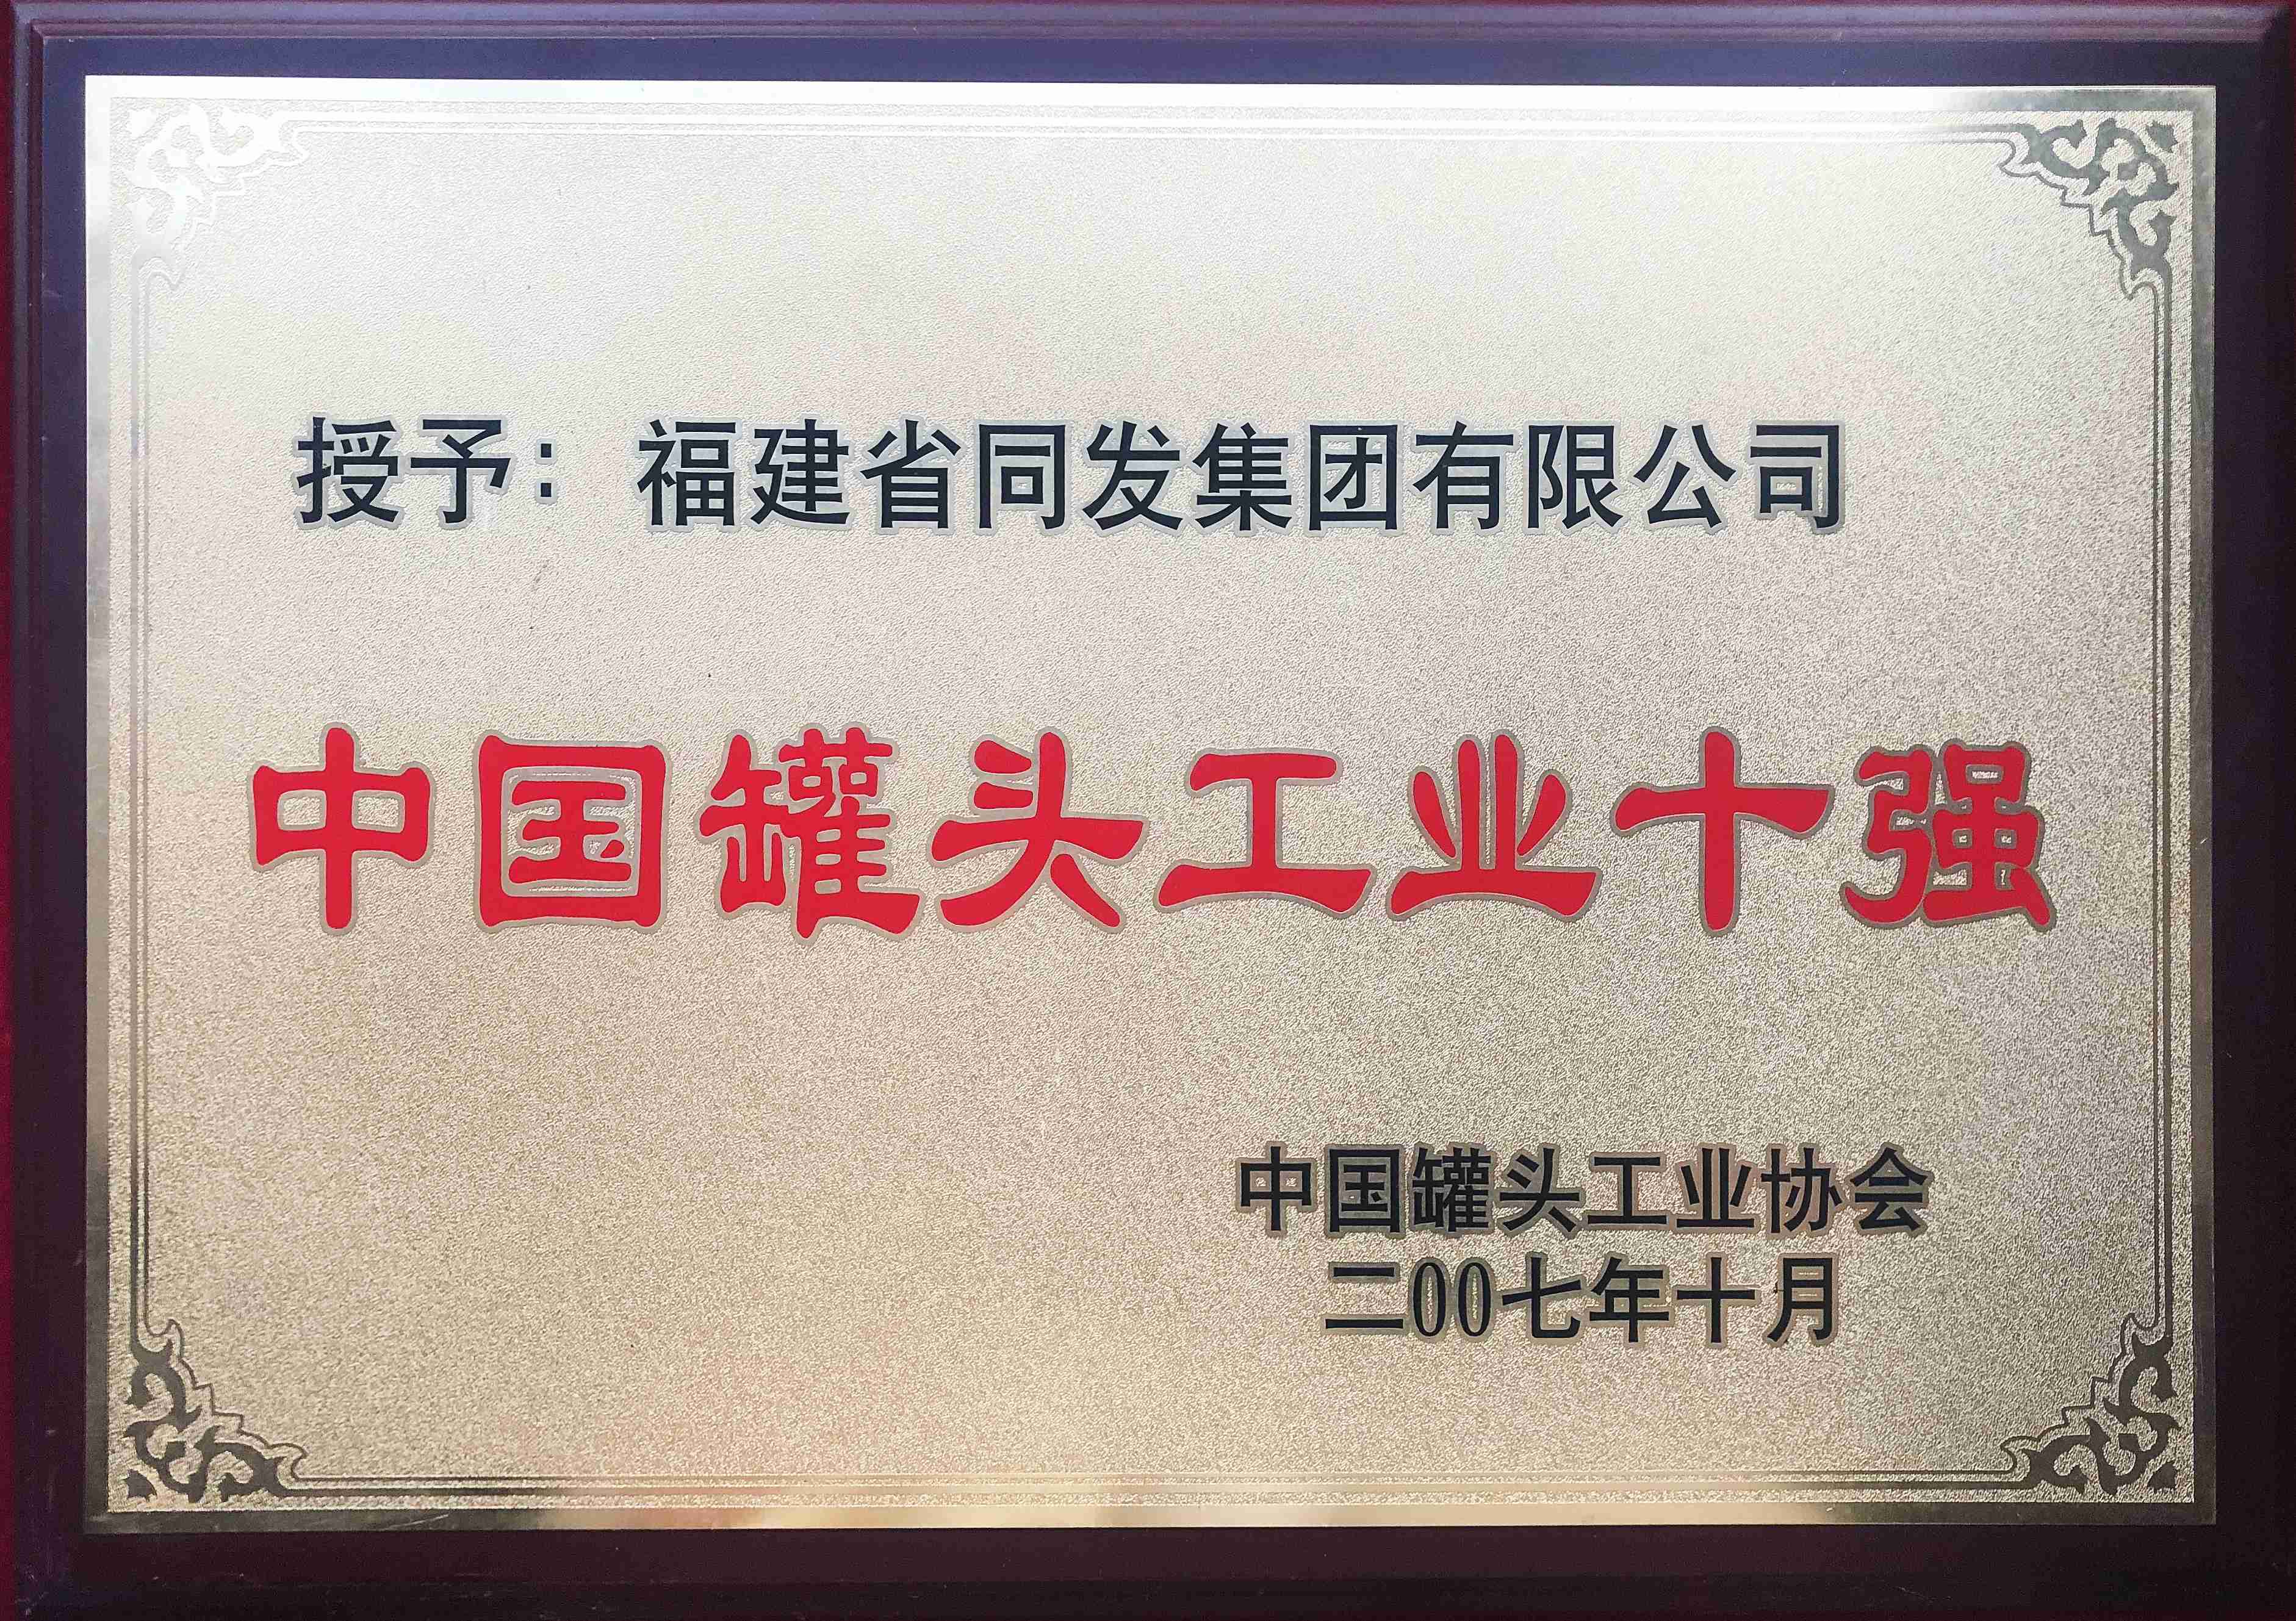 授予：福建省同发集团有限公司
中国罐头工业十强
中国罐头工业协会
二00七年十月